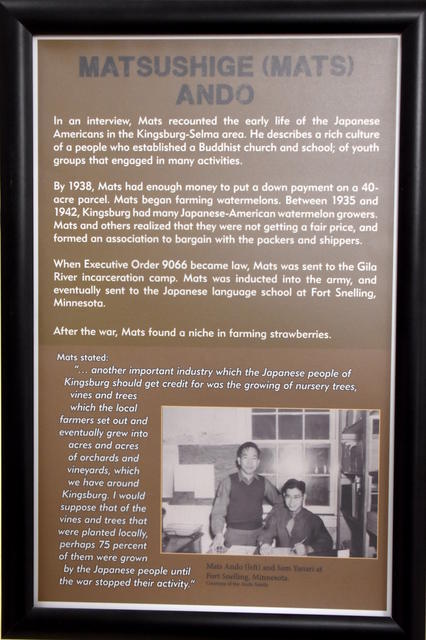 MATSUSHIGE (MATS)
ANDO
In an interview, Mats recounted the early life of the Japanese
Americans in the Kingsburg-Selma area. He describes a rich culture
of a people who established a Buddhist church and school; of youth
groups that engaged in many activities.
By 1938, Mats had enough money to put a down payment on a 40-
acre parcel. Mats began farming watermelons. Between 1935 and
1942, Kingsburg had many Japanese-American watermelon growers.
Mats and others realized that they were not getting a fair price, and
formed an association to bargain with the packers and shippers.
When Executive Order 9066 became law, Mats was sent to the Gila
River incarceration camp. Mats was inducted into the army, and
eventually sent to the Japanese language school at Fort Snelling,
Minnesota.
After the war, Mats found a niche in farming strawberries.
Mats stated:
"... another important industry which the Japanese people of
Kingsburg should get credit for was the growing of nursery trees,
vines and trees
which the local
farmers set out and
eventually grew into
acres and acres
of orchards and
vineyards, which
we have around
Kingsburg. I would
suppose that of the
vines and trees that
were planted locally,
perhaps 75 percent
of them were grown
by the Japanese people until
the war stopped their activity."
Mats Ando (left) and Sam Yanari at
Fort Snelling, Minnesota.
Courtesy of the Ando family